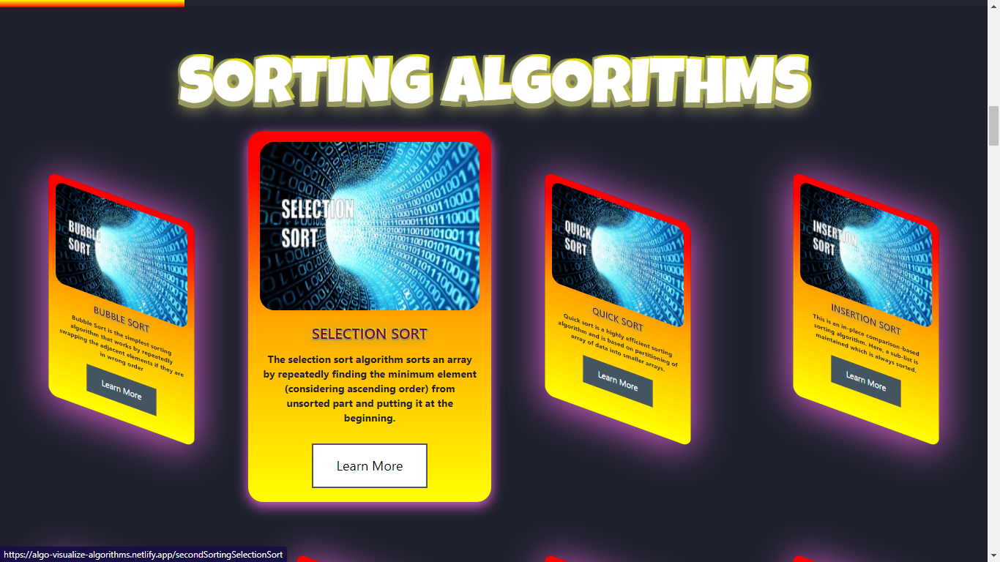 SORTING ALGORITHMS
BUBBLE
SORT
BUBBLE SORT
Bubble Sort is the simplest sorting
algorithm that works by repeatedly
swapping the adjacent elements if they are
in wrong order
Learn More
SELECTION
SORT
SELECTION SORT
The selection sort algorithm sorts an array
by repeatedly finding the minimum element
(considering ascending order) from
unsorted part and putting it at the
beginning.
Learn More
QUICK
SORT
QUICK SORT
Quick sort is a highly efficient sorting
algorithm and is based on partitioning of
array of data into smaller arrays.
Learn More
INSERTION
SORT
INSERTION SORT
This is an in-place comparison-based
sorting algorithm. Here, a sub-list is
maintained which is always sorted.
Learn More
https://algo-visualize-algorithms.netlify.app/secondSortingSelectionSort